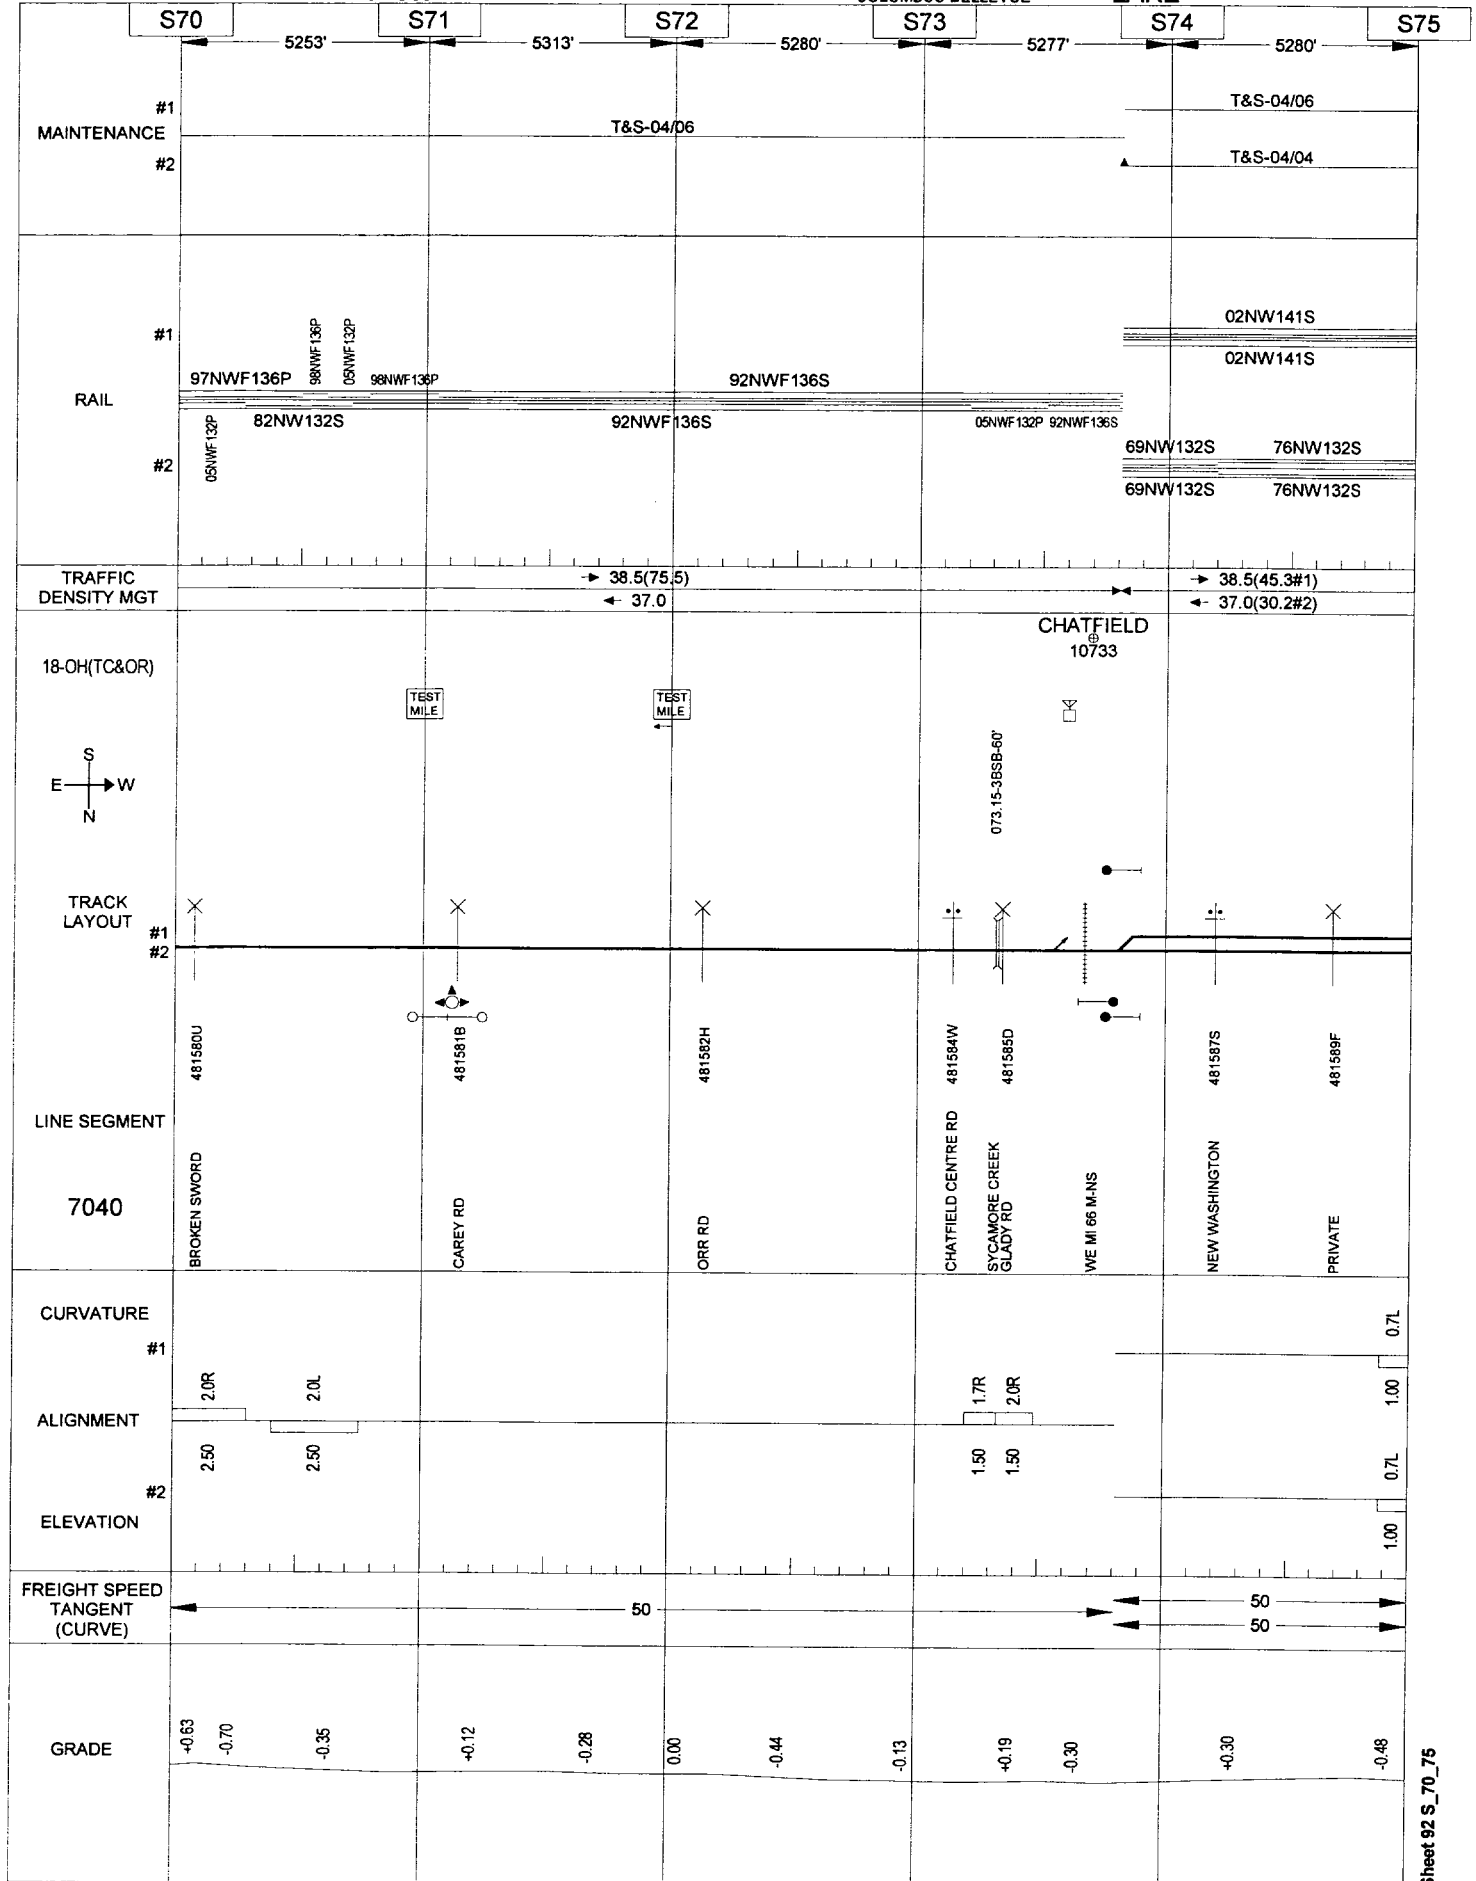 S70 S71 S72 S73 S74 S75
5253' 5313' 5280' 5277' 5280'
#1
MAINTENANCE
#2
T&S-04/06
T&S-04/06
T&S-04/04
#1
RAIL
#2
97NWF136P
98NWF136P
05NWF132P
98NWF136P
92NWF136S
05NWF132P
82NW132S
92NWF136S
05NWF132P 92NWF136S
02NW141S
02NW141S
69NW132S 76NW132S
69NW132S 76NW132S
TRAFFIC
DENSITY MGT
38.5(75.5)
37.0
38.5(45.3#1)
37.0(30.2#2)
CHATFIELD
10733
18-OH(TC&OR)
TEST
MILE
TEST
MILE
S
E W
N
073.15-3BSB-60'
TRACK
LAYOUT
#1
#2
481580U
481581B
481582H
481584W
481585D
481587S
481589F
LINE SEGMENT
7040
BROKEN SWORD
CAREY RD
ORR RD
CHATFIELD CENTRE RD
SYCAMORE CREEK
GLADY RD
WE MI 66 M-NS
NEW WASHINGTON
PRIVATE
CURVATURE
#1
ALIGNMENT
#2
ELEVATION
2.0R
2.50
2.0L
2.50
1.7R
1.50
2.0R
1.50
0.7L
1.00
0.7L
1.00
FREIGHT SPEED
TANGENT
(CURVE)
50
50
50
GRADE
+0.63
-0.70
-0.35
+0.12
-0.28
0.00
-0.44
-0.13
+0.19
-0.30
+0.30
-0.48
Sheet 92 S_70_75